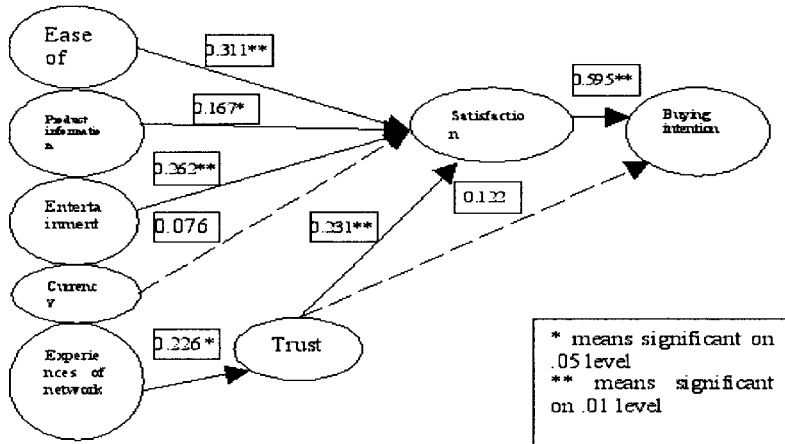 Ease
of
0.311**
Product
informatio
n
0.167*
Enterta
inment
0.262**
0.076
Currenc
y
Experie
nces of
network
0.226*
Trust
0.231**
0.122
Satisfactio
n
0.595**
Buying
intention
* means significant on
.05 level
** means significant
on .01 level